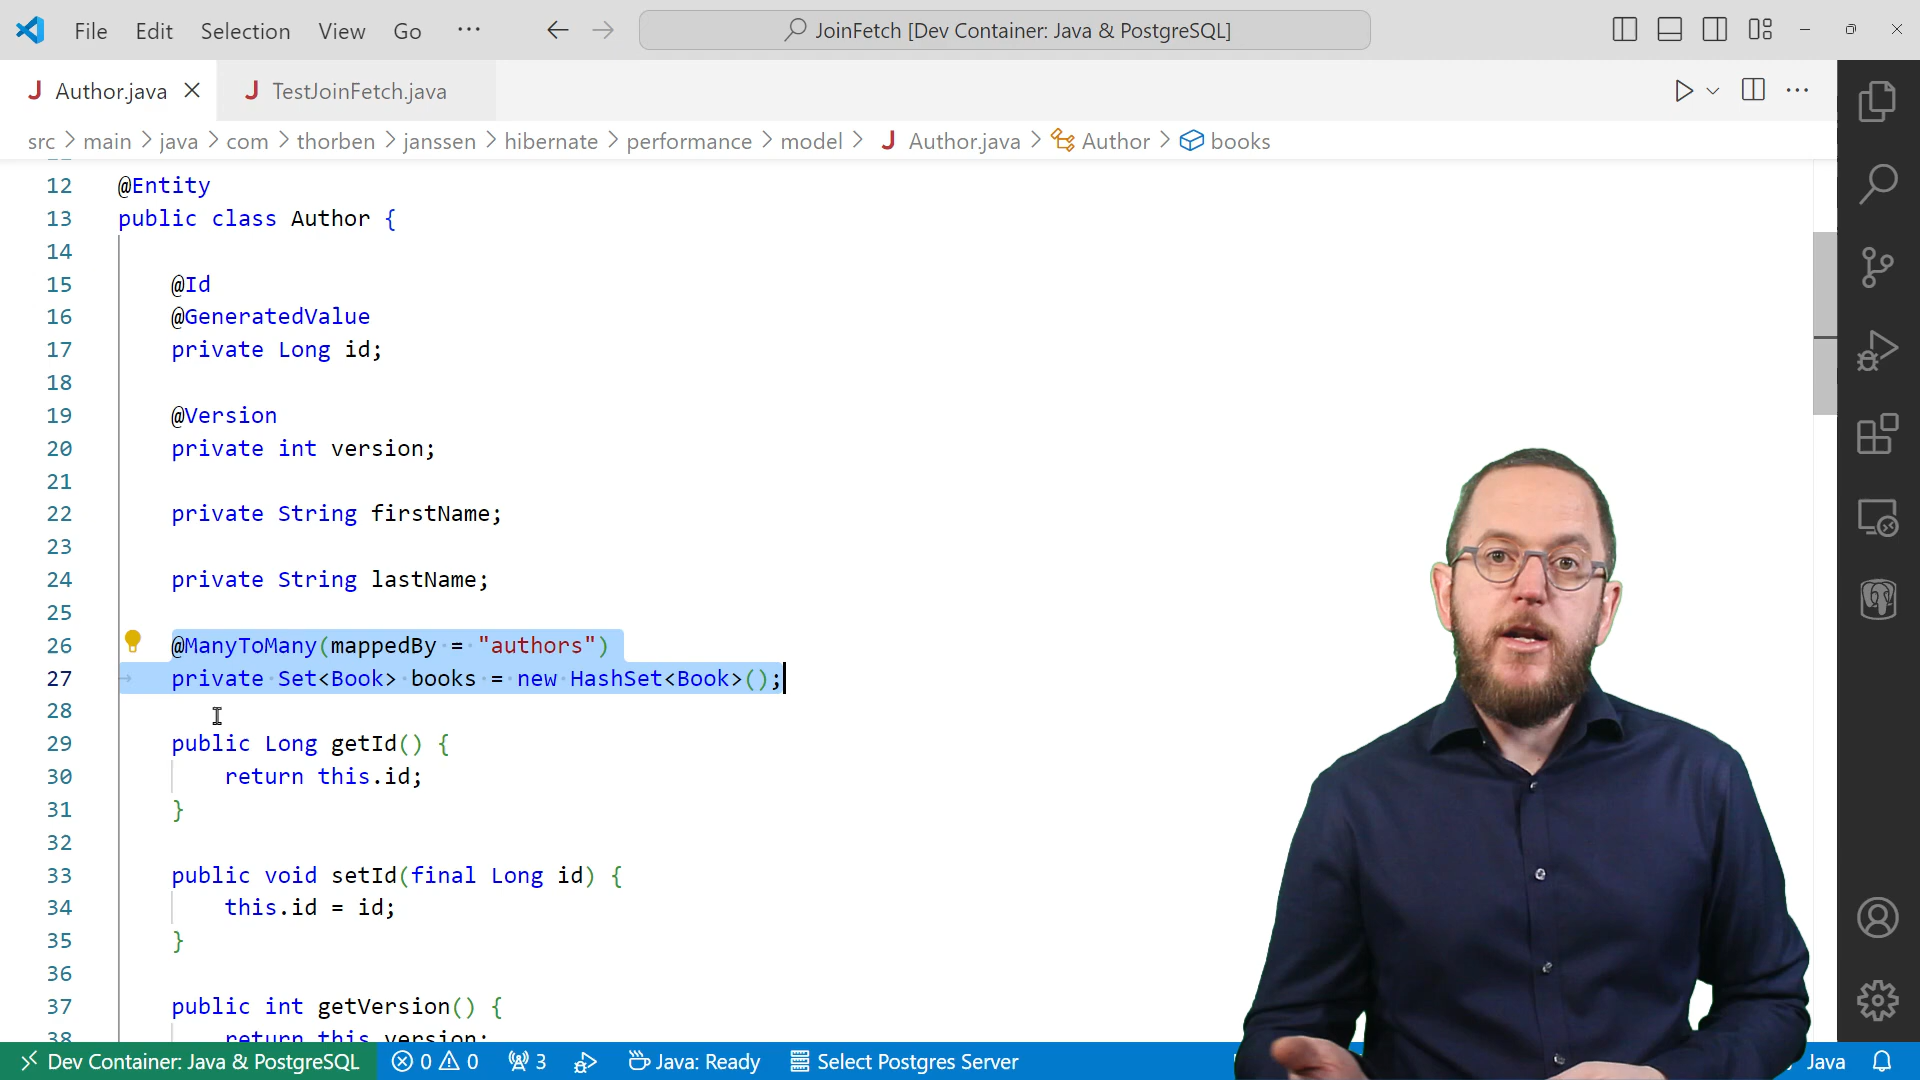 File Edit Selection View Go ··· JoinFetch [Dev Container: Java & PostgreSQL]
J Author.java J TestJoinFetch.java
src > main > java > com > thorben > janssen > hibernate > performance > model > J Author.java > Author > books
12 @Entity
13 public class Author {
14
15 @Id
16 @GeneratedValue
17 private Long id;
18
19 @Version
20 private int version;
21
22 private String firstName;
23
24 private String lastName;
25
26 @ManyToMany(mappedBy = "authors")
27 private Set<Book> books = new HashSet<Book>();
28
29 public Long getId() {
30 return this.id;
31 }
32
33 public void setId(final Long id) {
34 this.id = id;
35 }
36
37 public int getVersion() {
38 return this.version;
Dev Container: Java & PostgreSQL 0 0 3 Java: Ready Select Postgres Server Java